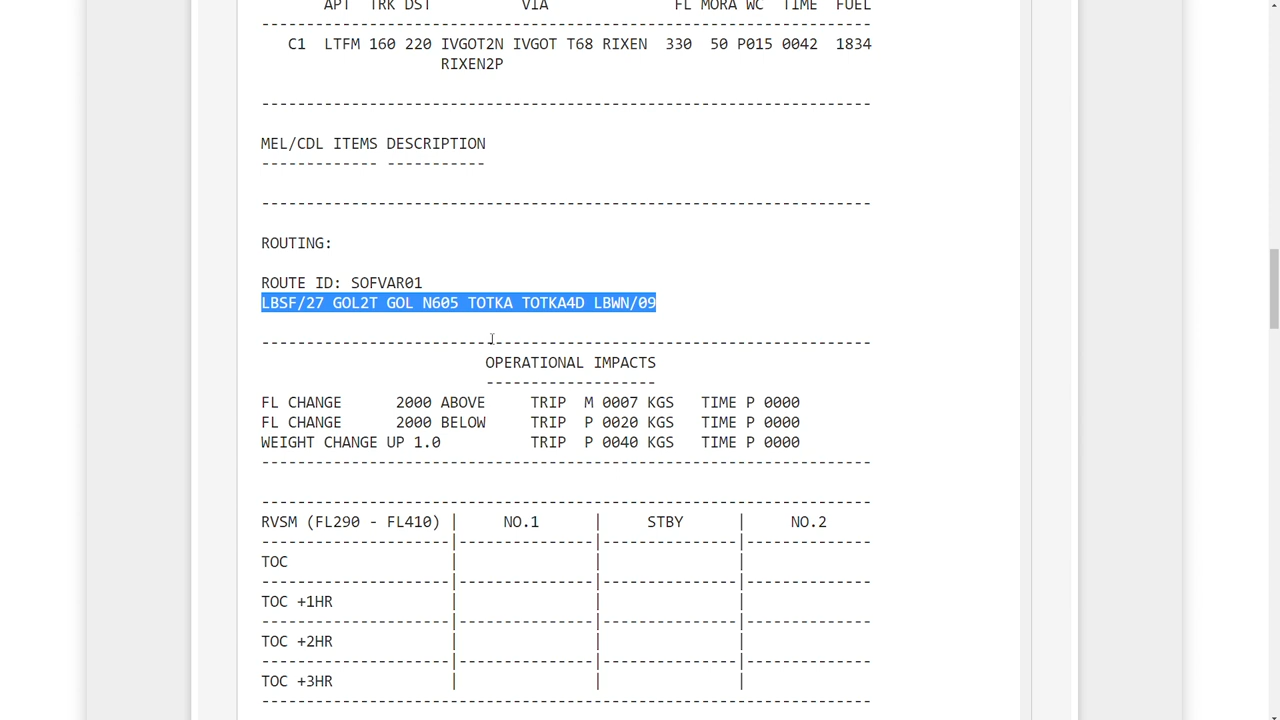 APT TRK DST VIA FL MORA WC TIME FUEL
--------------------------------------------------------------------
C1 LTFM 160 220 IVGOT2N IVGOT T68 RIXEN 330 50 P015 0042 1834
RIXEN2P
--------------------------------------------------------------------
MEL/CDL ITEMS DESCRIPTION
------------- -----------
--------------------------------------------------------------------
ROUTING:
ROUTE ID: SOFVAR01
LBSF/27 GOL2T GOL N605 TOTKA TOTKA4D LBWN/09
--------------------------------------------------------------------
OPERATIONAL IMPACTS
-------------------
FL CHANGE 2000 ABOVE TRIP M 0007 KGS TIME P 0000
FL CHANGE 2000 BELOW TRIP P 0020 KGS TIME P 0000
WEIGHT CHANGE UP 1.0 TRIP P 0040 KGS TIME P 0000
--------------------------------------------------------------------
--------------------------------------------------------------------
RVSM (FL290 - FL410) | NO.1 | STBY | NO.2
---------------------|---------------|---------------|--------------
TOC | | |
---------------------|---------------|---------------|--------------
TOC +1HR | | |
---------------------|---------------|---------------|--------------
TOC +2HR | | |
---------------------|---------------|---------------|--------------
TOC +3HR | | |
--------------------------------------------------------------------